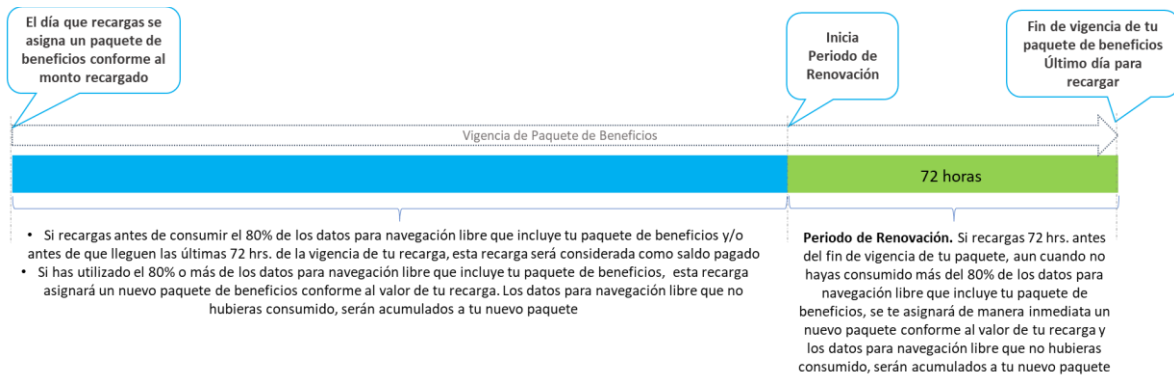 El día que recargas se
asigna un paquete de
beneficios conforme al
monto recargado
Inicia
Periodo de
Renovación
Fin de vigencia de tu
paquete de beneficios
Último día para
recargar
Vigencia de Paquete de Beneficios
72 horas
• Si recargas antes de consumir el 80% de los datos para navegación libre que incluye tu paquete de beneficios y/o
antes de que lleguen las últimas 72 hrs. de la vigencia de tu recarga, esta recarga será considerada como saldo pagado
• Si has utilizado el 80% o más de los datos para navegación libre que incluye tu paquete de beneficios, esta recarga
asignará un nuevo paquete de beneficios conforme al valor de tu recarga. Los datos para navegación libre que no
hubieras consumido, serán acumulados a tu nuevo paquete
Periodo de Renovación. Si recargas 72 hrs. antes
del fin de vigencia de tu paquete, aun cuando no
hayas consumido más del 80% de los datos para
navegación libre que incluye tu paquete de
beneficios, se te asignará de manera inmediata un
nuevo paquete conforme al valor de tu recarga y
los datos para navegación libre que no hubieras
consumido, serán acumulados a tu nuevo paquete